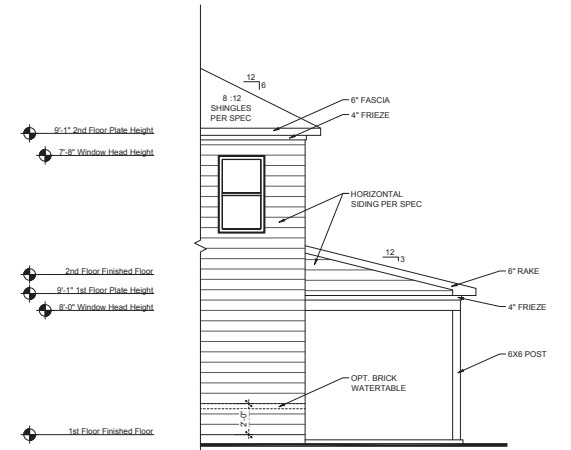 12
6
8 :12
SHINGLES
PER SPEC
6" FASCIA
4" FRIEZE
9'-1" 2nd Floor Plate Height
7'-8" Window Head Height
HORIZONTAL
SIDING PER SPEC
12
3
2nd Floor Finished Floor
6" RAKE
9'-1" 1st Floor Plate Height
8'-0" Window Head Height
4" FRIEZE
6X6 POST
OPT. BRICK
WATERTABLE
2'-0"
1st Floor Finished Floor